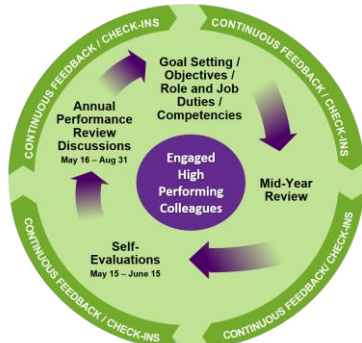 CONTINUOUS FEEDBACK / CHECK-INS
CONTINUOUS FEEDBACK / CHECK-INS
Goal Setting /
Objectives /
Role and Job
Duties /
Competencies
Annual
Performance
Review
Discussions
May 16 – Aug 31
Engaged
High
Performing
Colleagues
Mid-Year
Review
Self-
Evaluations
May 15 – June 15
CONTINUOUS FEEDBACK / CHECK-INS
CONTINUOUS FEEDBACK / CHECK-INS